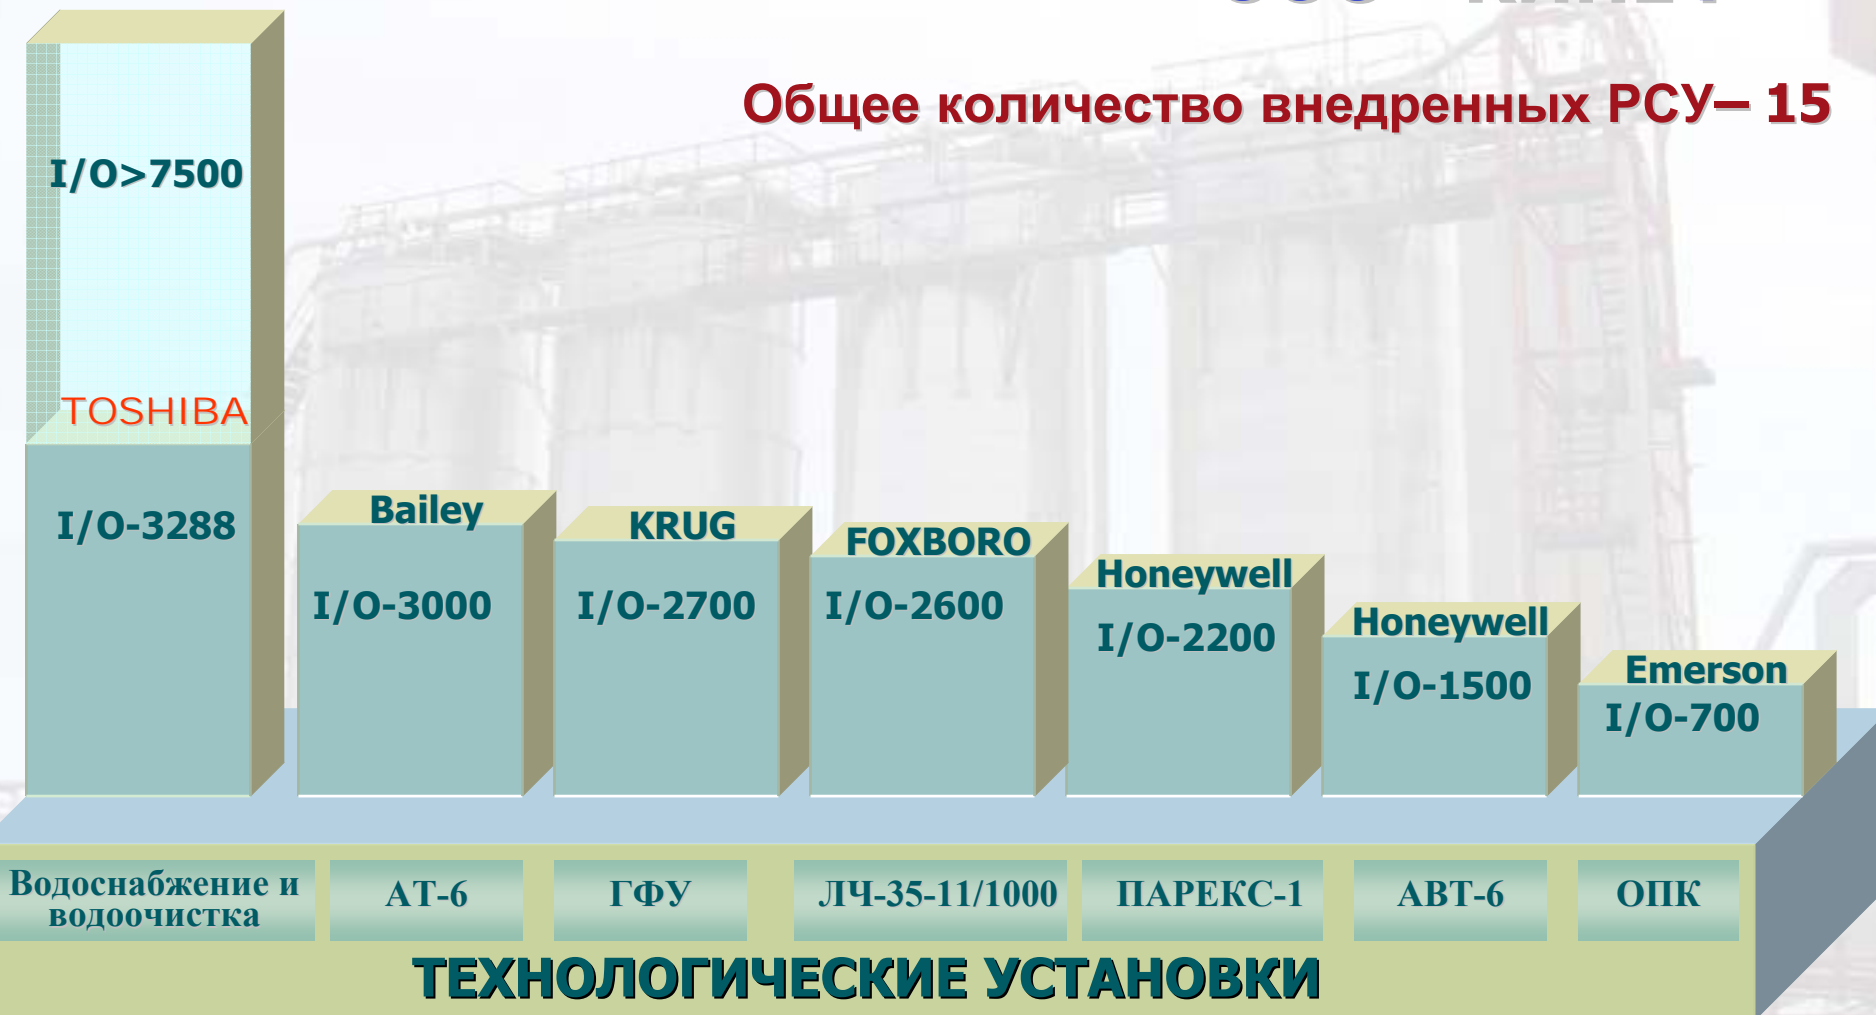 Общее количество внедренных РСУ– 15
I/O>7500
TOSHIBA
I/O-3288
Bailey
I/O-3000
KRUG
I/O-2700
FOXBORO
I/O-2600
Honeywell
I/O-2200
Honeywell
I/O-1500
Emerson
I/O-700
Водоснабжение и
водоочистка
АТ-6
ГФУ
ЛЧ-35-11/1000
ПАРЕКС-1
АВТ-6
ОПК
ТЕХНОЛОГИЧЕСКИЕ УСТАНОВКИ